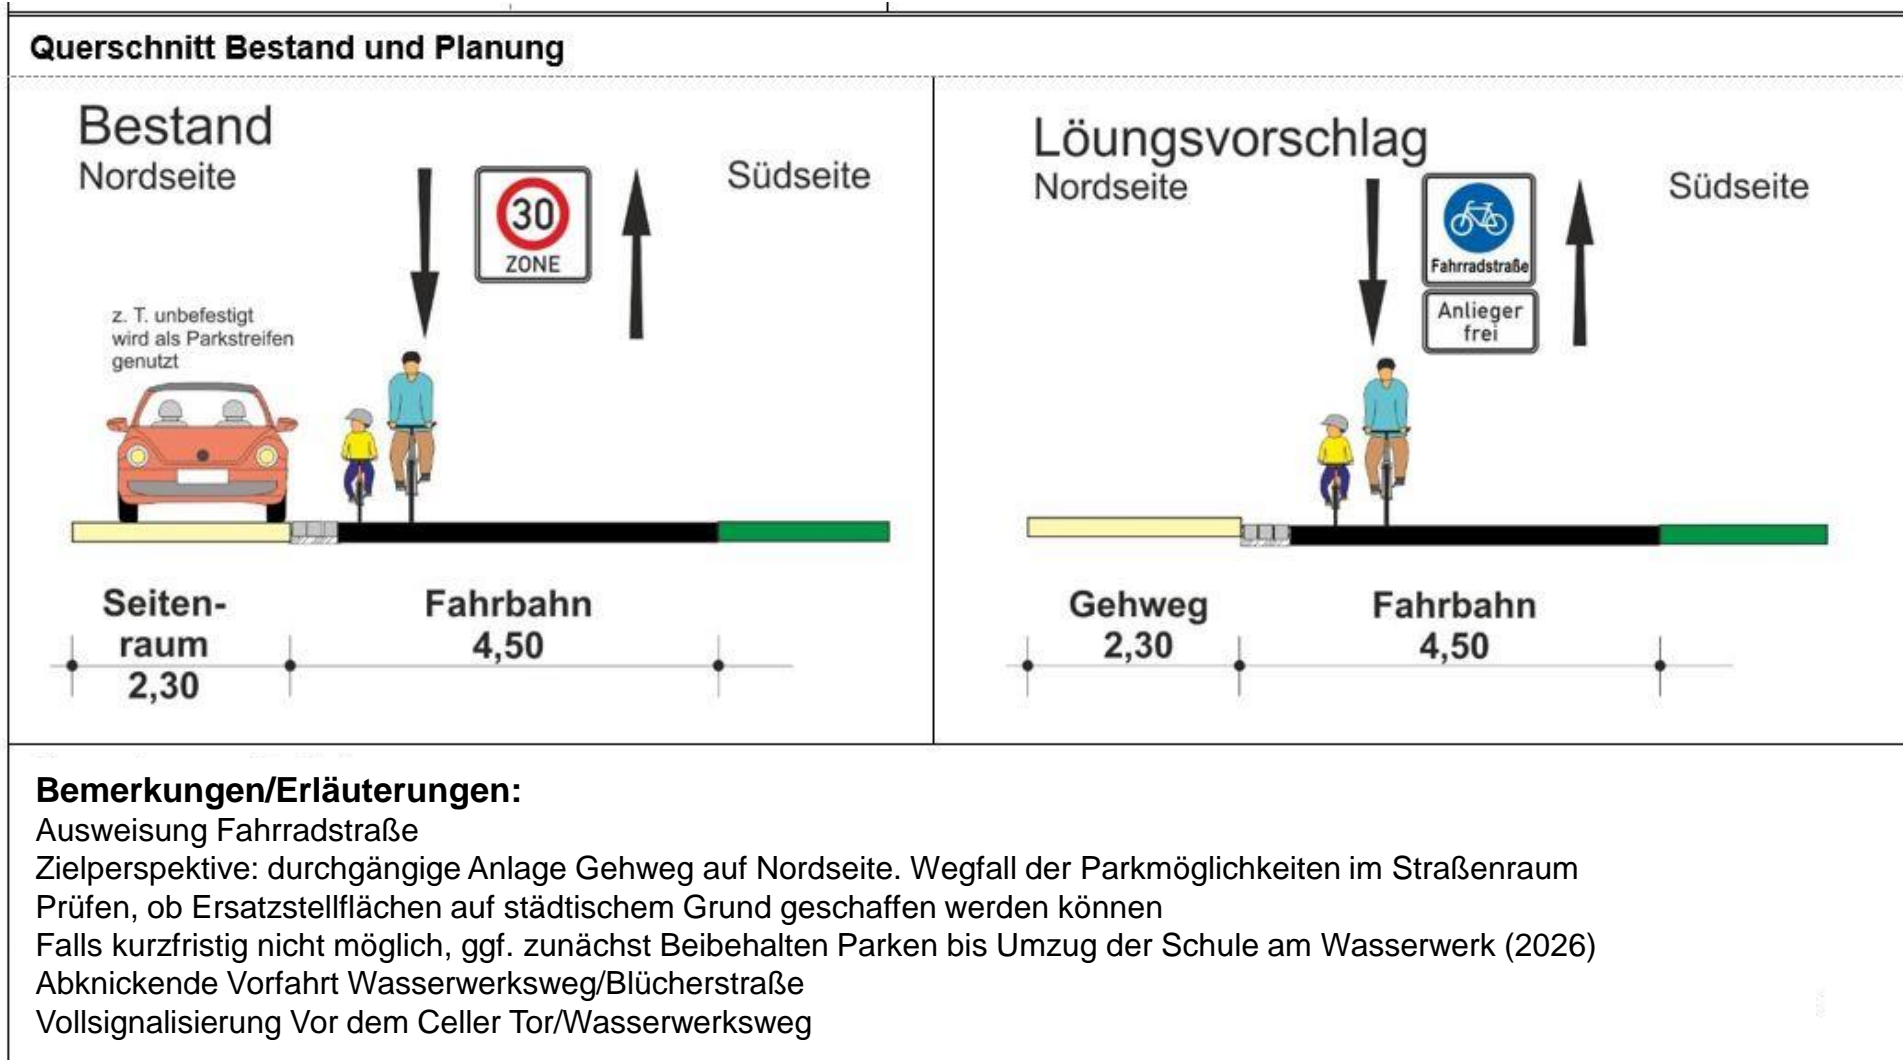 Querschnitt Bestand und Planung
Bestand
Nordseite
Südseite
30
ZONE
z. T. unbefestigt
wird als Parkstreifen
genutzt
Seiten-
raum
2,30
Fahrbahn
4,50
Löungsvorschlag
Nordseite
Südseite
Fahrradstraße
Anlieger
frei
Gehweg
2,30
Fahrbahn
4,50
Bemerkungen/Erläuterungen:
Ausweisung Fahrradstraße
Zielperspektive: durchgängige Anlage Gehweg auf Nordseite. Wegfall der Parkmöglichkeiten im Straßenraum
Prüfen, ob Ersatzstellflächen auf städtischem Grund geschaffen werden können
Falls kurzfristig nicht möglich, ggf. zunächst Beibehalten Parken bis Umzug der Schule am Wasserwerk (2026)
Abknickende Vorfahrt Wasserwerksweg/Blücherstraße
Vollsignalisierung Vor dem Celler Tor/Wasserwerksweg